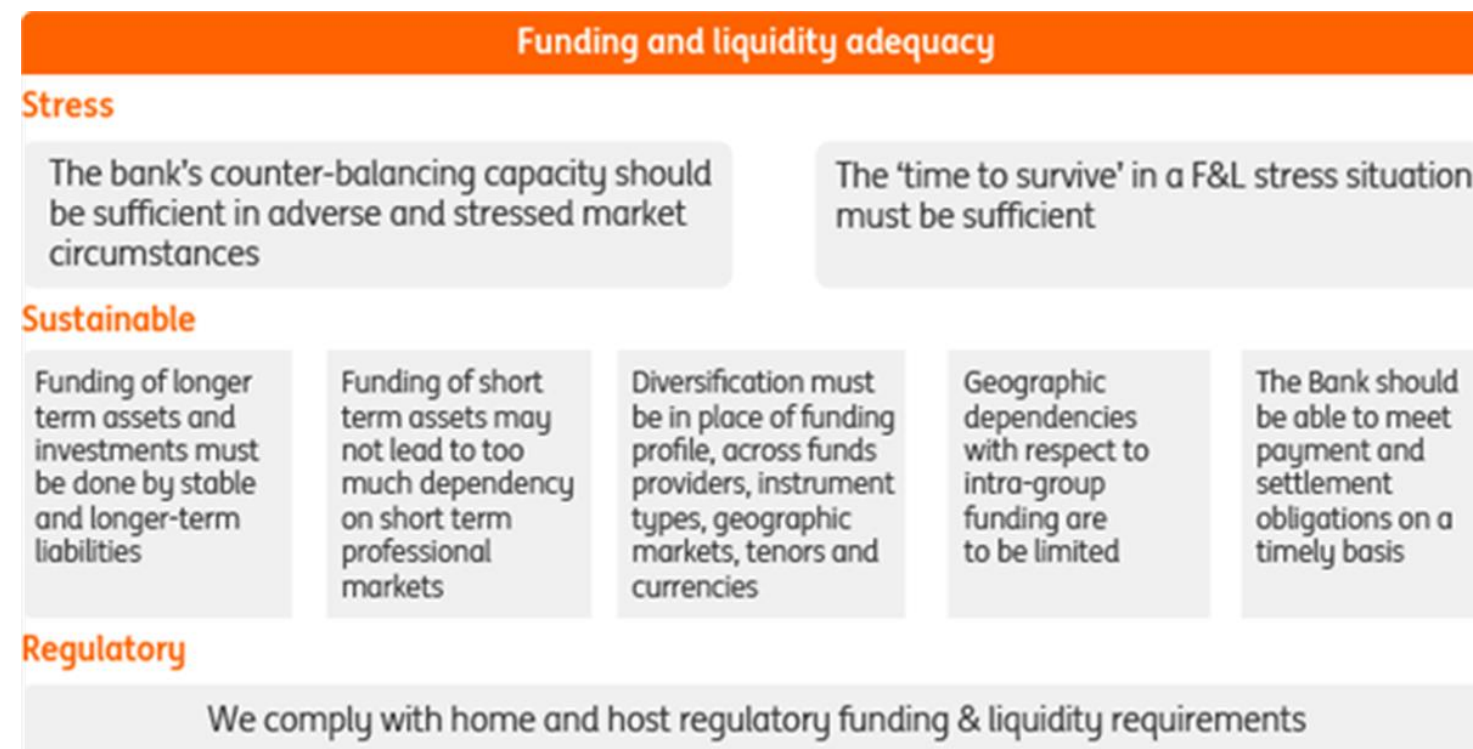 Funding and liquidity adequacy
Stress
The bank's counter-balancing capacity should
be sufficient in adverse and stressed market
circumstances
The 'time to survive' in a F&L stress situation
must be sufficient
Sustainable
Funding of longer
term assets and
investments must
be done by stable
and longer-term
liabilities
Funding of short
term assets may
not lead to too
much dependency
on short term
professional
markets
Diversification must
be in place of funding
profile, across funds
providers, instrument
types, geographic
markets, tenors and
currencies
Geographic
dependencies
with respect to
intra-group
funding are
to be limited
The Bank should
be able to meet
payment and
settlement
obligations on a
timely basis
Regulatory
We comply with home and host regulatory funding & liquidity requirements